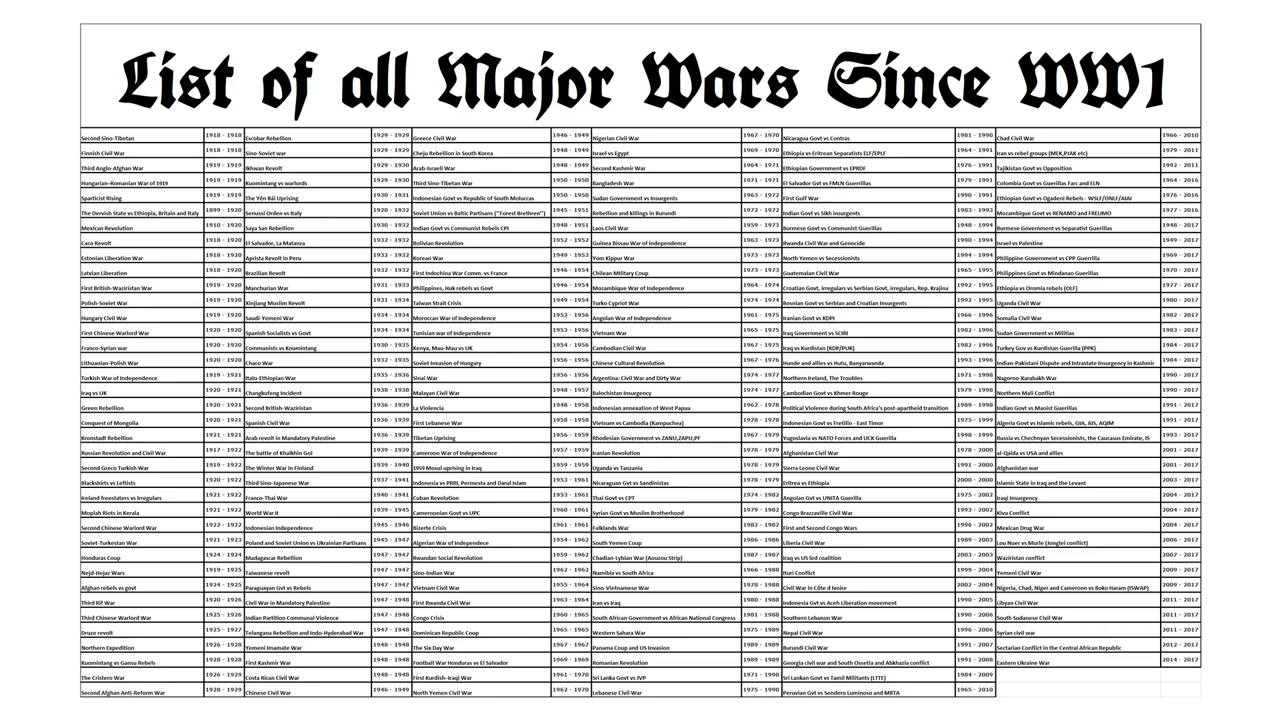 List of all Major Wars Since WW1
Second Sino-Tibetan 1918 - 1918 Escobar Rebellion 1929 - 1929 Greece Civil War 1946 - 1949 Nigerian Civil War 1967 - 1970 Nicaragua Govt vs Contras 1981 - 1990 Chad Civil War 1966 - 2010
Finnish Civil War 1918 - 1918 Sino-Soviet war 1929 - 1929 Cheju Rebellion in South Korea 1948 - 1949 Israel vs Egypt 1969 - 1970 Ethiopia vs Eritrean Separatists ELF/EPLF 1964 - 1991 Iran vs rebel groups (MEK,PJAK etc) 1979 - 2011
Third Anglo-Afghan War 1919 - 1919 Ikhwan Revolt 1929 - 1930 Arab-Israeli War 1948 - 1949 Second Kashmir War 1964 - 1971 Ethiopian Government vs EPRDF 1976 - 1991 Tajikistan Govt vs Opposition 1992 - 2011
Hungarian–Romanian War of 1919 1919 - 1919 Kuomintang vs warlords 1929 - 1930 Third Sino-Tibetan War 1950 - 1950 Bangladesh War 1971 - 1971 El Salvador Gvt vs FMLN Guerrillas 1979 - 1991 Colombia Govt vs Guerillas Farc and ELN 1964 - 2016
Sparticist Rising 1919 - 1919 The Yên Bái Uprising 1930 - 1931 Indonesian Govt vs Republic of South Moluccas 1950 - 1950 Sudan Government vs Insurgents 1963 - 1972 First Gulf War 1990 - 1991 Ethiopian Govt vs Ogadeni Rebels - WSLF/ONLF/AIAI 1976 - 2016
The Dervish State vs Ethiopia, Britain and Italy 1899 - 1920 Senussi Orden vs Italy 1920 - 1932 Soviet Union vs Baltic Partisans ("Forest Brethren") 1945 - 1951 Rebellion and killings in Burundi 1972 - 1972 Indian Govt vs Sikh insurgents 1983 - 1993 Mozambique Govt vs RENAMO and FRELIMO 1977 - 2016
Mexican Revolution 1910 - 1920 Saya San Rebellion 1930 - 1932 Indian Govt vs Communist Rebels CPI 1948 - 1951 Laos Civil War 1959 - 1973 Burmese Govt vs Communist Guerillas 1948 - 1994 Burmese Government vs Separatist Guerillas 1948 - 2017
Caco Revolt 1918 - 1920 El Salvador, La Matanza 1932 - 1932 Bolivian Revolution 1952 - 1952 Guinea Bissau War of Independence 1963 - 1973 Rwanda Civil War and Genocide 1990 - 1994 Israel vs Palestine 1949 - 2017
Estonian Liberation War 1918 - 1920 Aprista Revolt in Peru 1932 - 1932 Korean War 1949 - 1953 Yom Kippur War 1973 - 1973 North Yemen vs Secessionists 1994 - 1994 Philippine Government vs CPP Guerrilla 1969 - 2017
Latvian Liberation 1918 - 1920 Brazilian Revolt 1932 - 1932 First Indochina War Comm. vs France 1946 - 1954 Chilean Military Coup 1973 - 1973 Guatemalan Civil War 1965 - 1995 Philippines Govt vs Mindanao Guerillas 1970 - 2017
First British-Waziristan War 1919 - 1920 Manchurian War 1931 - 1933 Philippines, Huk rebels vs Govt 1946 - 1954 Mozambique War of Independence 1964 - 1974 Croatian Govt, irregulars vs Serbian Govt, irregulars, Rep. Krajina 1992 - 1995 Ethiopia vs Oromia rebels (OLF) 1977 - 2017
Polish-Soviet War 1919 - 1920 Xinjiang Muslim Revolt 1931 - 1934 Taiwan Strait Crisis 1949 - 1954 Turko Cypriot War 1974 - 1974 Bosnian Govt vs Serbian and Croatian Insurgents 1992 - 1995 Uganda Civil War 1980 - 2017
Hungary Civil War 1919 - 1920 Saudi-Yemeni War 1934 - 1934 Moroccan War of Independence 1953 - 1956 Angolan War of Independence 1961 - 1975 Iranian Govt vs KDPI 1966 - 1996 Somalia Civil War 1982 - 2017
First Chinese Warlord War 1920 - 1920 Spanish Socialists vs Govt 1934 - 1934 Tunisian war of Independence 1953 - 1956 Vietnam War 1965 - 1975 Iraq Government vs SCIRI 1982 - 1996 Sudan Government vs Militias 1983 - 2017
Franco-Syrian war 1920 - 1920 Communists vs Koumintang 1930 - 1935 Kenya, Mau-Mau vs UK 1954 - 1956 Cambodian Civil War 1967 - 1975 Iraqs vs Kurdistan (KDP/PUK) 1982 - 1996 Turkey Gov vs Kurdistan Guerilla (PPK) 1984 - 2017
Lithuanian-Polish War 1920 - 1920 Chaco War 1932 - 1935 Soviet Invasion of Hungary 1956 - 1956 Chinese Cultural Revolution 1967 - 1976 Hunde and allies vs Hutu, Banyarwanda 1993 - 1996 Indian-Pakistani Dispute and Intrastate Insurgency in Kashmir 1984 - 2017
Turkish War of Independence 1919 - 1921 Italo-Ethiopian War 1935 - 1936 Sinai War 1956 - 1956 Argentina: Civil War and Dirty War 1974 - 1977 Northern Ireland, The Troubles 1971 - 1998 Nagorno-Karabakh War 1990 - 2017
Iraq vs UK 1920 - 1921 Changkufeng Incident 1938 - 1938 Malayan Civil War 1948 - 1957 Balochistan Insurgency 1974 - 1977 Cambodian Govt vs Khmer Rouge 1979 - 1998 Northern Mali Conflict 1990 - 2017
Green Rebellion 1920 - 1921 Second British-Waziristan 1936 - 1939 La Violencia 1948 - 1958 Indonesian annexation of West Papua 1962 - 1978 Political Violence during South Africa's post-apartheid transition 1989 - 1998 Indian Govt vs Maoist Guerillas 1991 - 2017
Conquest of Mongolia 1920 - 1921 Spanish Civil War 1936 - 1939 First Lebanese War 1958 - 1958 Vietnam vs Cambodia (Kampuchea) 1978 - 1978 Indonesian Govt vs Fretilin - East Timor 1975 - 1999 Algeria Govt vs Islamic rebels, GIA, AIS, AQIM 1991 - 2017
Kronstadt Rebellion 1921 - 1921 Arab revolt in Mandatory Palestine 1936 - 1939 Tibetan Uprising 1956 - 1959 Rhodesian Government vs ZANU,ZAPU,PF 1967 - 1979 Yugoslavia vs NATO Forces and UCK Guerilla 1998 - 1999 Russia vs Chechnyan Secessionists, the Caucasus Emirate, IS 1993 - 2017
Russian Revolution and Civil War 1917 - 1922 The battle of Khalkhin Gol 1939 - 1939 Cameroon War of Independence 1957 - 1959 Iranian Revolution 1978 - 1979 Afghanistan Civil War 1978 - 2000 al-Qaida vs USA and allies 2001 - 2017
Second Greco Turkish War 1919 - 1922 The Winter War in Finland 1939 - 1940 1959 Mosul uprising in Iraq 1959 - 1959 Uganda vs Tanzania 1978 - 1979 Sierra Leone Civil War 1991 - 2000 Afghanistan war 2001 - 2017
Blackshirts vs Leftists 1920 - 1922 Third Sino-Japanese War 1937 - 1941 Indonesia vs PRRI, Permesta and Darul Islam 1953 - 1961 Nicaraguan Gvt vs Sandinistas 1978 - 1979 Eritrea vs Ethiopia 2000 - 2000 Islamic State in Iraq and the Levant 2003 - 2017
Ireland freestaters vs Irregulars 1921 - 1922 Franco-Thai War 1940 - 1941 Cuban Revolution 1953 - 1961 Thai Govt vs CPT 1974 - 1982 Angolan Gvt vs UNITA Guerilla 1975 - 2002 Iraqi Insurgency 2004 - 2017
Moplah Riots in Kerala 1921 - 1922 World War II 1939 - 1945 Cameroonian Govt vs UPC 1960 - 1961 Syrian Govt vs Muslim Brotherhood 1979 - 1982 Congo Brazzaville Civil War 1993 - 2002 Kivu Conflict 2004 - 2017
Second Chinese Warlord War 1922 - 1922 Indonesian Independence 1945 - 1946 Bizerte Crisis 1961 - 1961 Falklands War 1982 - 1982 First and Second Congo Wars 1996 - 2002 Mexican Drug War 2004 - 2017
Soviet-Turkestan War 1921 - 1923 Poland and Soviet Union vs Ukrainian Partisans 1945 - 1947 Algerian War of Independece 1954 - 1962 South Yemen Coup 1986 - 1986 Liberia Civil War 1989 - 2003 Lou Nuer vs Murle (Jonglei conflict) 2006 - 2017
Honduras Coup 1924 - 1924 Madagascar Rebellion 1947 - 1947 Rwandan Social Revolution 1959 - 1962 Chadian-Lybian War (Aouzou Strip) 1987 - 1987 Iraq vs US led coalition 2003 - 2003 Waziristan conflict 2007 - 2017
Nejd-Hejaz Wars 1919 - 1925 Taiwanese revolt 1947 - 1947 Sino-Indian War 1962 - 1962 Namibia vs South Africa 1966 - 1988 Ituri Conflict 1999 - 2004 Yemeni Civil War 2009 - 2017
Afghan rebels vs govt 1924 - 1925 Paraguyan Gvt vs Rebels 1947 - 1947 Vietnam Civil War 1955 - 1964 Sino-Vietnamese War 1978 - 1988 Civil War in Côte d Ivoire 2002 - 2004 Nigeria, Chad, Niger and Cameroon vs Boko Haram (ISWAP) 2009 - 2017
Third Rif War 1920 - 1926 Civil War in Mandatory Palestine 1947 - 1948 First Rwanda Civil War 1963 - 1964 Iran vs Iraq 1980 - 1988 Indonesia Gvt vs Aceh Liberation movement 1990 - 2005 Libyan Civil War 2011 - 2017
Third Chinese Warlord War 1925 - 1926 Indian Partition Communal Violence 1947 - 1948 Congo Crisis 1960 - 1965 South African Government vs African National Congress 1981 - 1988 Southern Lebanon War 1990 - 2006 South Sudanese Civil War 2011 - 2017
Druze revolt 1925 - 1927 Telangana Rebellion and Indo-Hyderabad War 1947 - 1948 Dominican Republic Coup 1965 - 1965 Western Sahara War 1975 - 1989 Nepal Civil War 1996 - 2006 Syrian civil war 2011 - 2017
Northern Expedition 1926 - 1928 Yemeni Imamate War 1948 - 1948 The Six Day War 1967 - 1967 Panama Coup and US Invasion 1989 - 1989 Burundi Civil War 1991 - 2007 Sectarian Conflict in the Central African Republic 2012 - 2017
Kuomintang vs Gansu Rebels 1928 - 1928 First Kashmir War 1948 - 1948 Football War Honduras vs El Salvador 1969 - 1969 Romanian Revolution 1989 - 1989 Georgia civil war and South Ossetia and Abkhazia conflict 1991 - 2008 Eastern Ukraine War 2014 - 2017
The Cristero War 1926 - 1929 Costa Rican Civil War 1948 - 1948 First Kurdish–Iraqi War 1961 - 1970 Sri Lanka Govt vs JVP 1971 - 1990 Sri Lankan Govt vs Tamil Militants (LTTE) 1984 - 2009
Second Afghan Anti-Reform War 1928 - 1929 Chinese Civil War 1946 - 1949 North Yemen Civil War 1962 - 1970 Lebanese Civil War 1975 - 1990 Peruvian Gvt vs Sendero Luminoso and MRTA 1965 - 2010